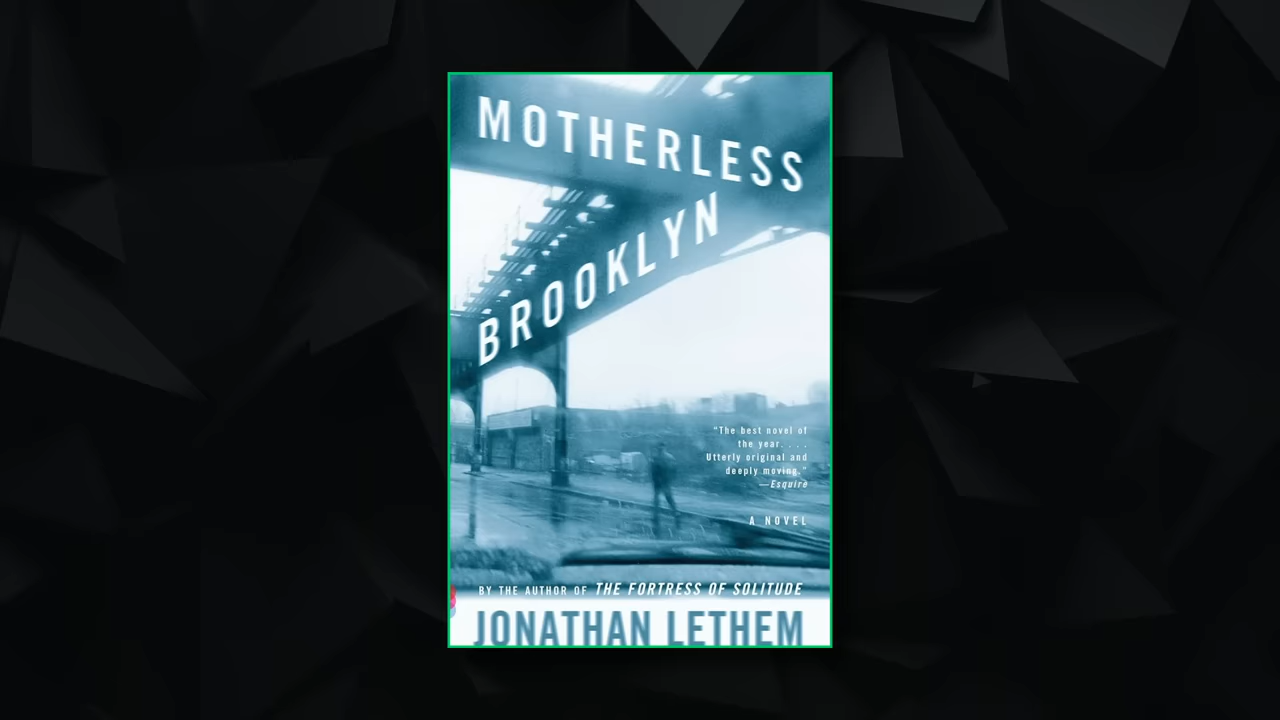 MOTHERLESS
BROOKLYN
"The best novel of
the year. . . .
Utterly original and
deeply moving."
—Esquire
A NOVEL
BY THE AUTHOR OF THE FORTRESS OF SOLITUDE
JONATHAN LETHEM